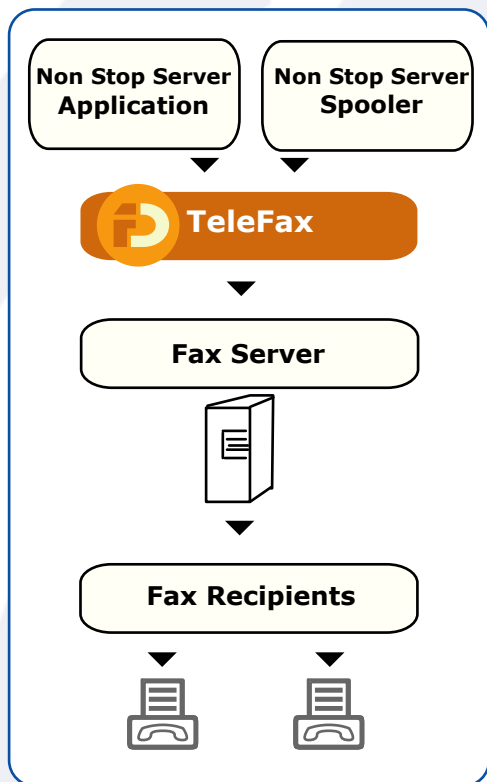 Non Stop Server
Application
Non Stop Server
Spooler
TeleFax
Fax Server
Fax Recipients